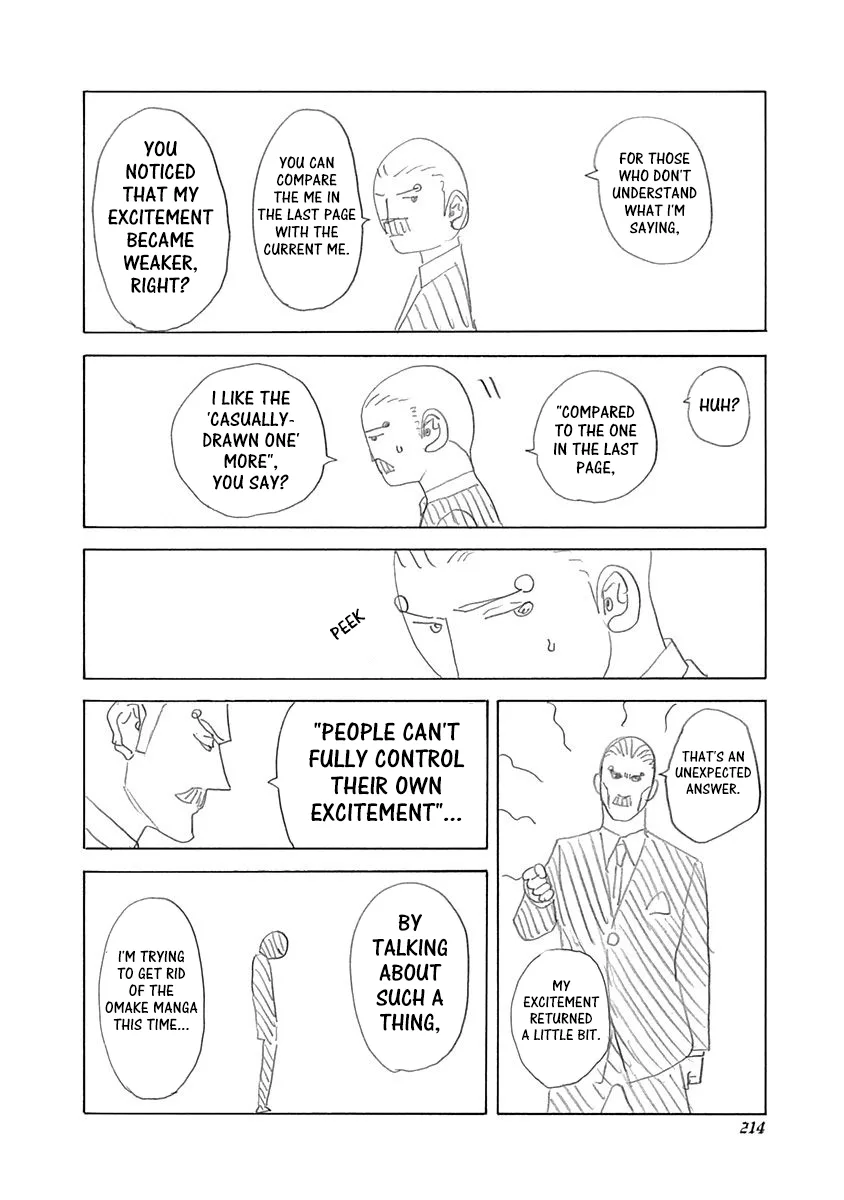 FOR THOSE
WHO DON'T
UNDERSTAND
WHAT I'M
SAYING,
YOU CAN
COMPARE
THE ME IN
THE LAST PAGE
WITH THE
CURRENT ME.
YOU
NOTICED
THAT MY
EXCITEMENT
BECAME
WEAKER,
RIGHT?
HUH?
"COMPARED
TO THE ONE
IN THE LAST
PAGE,
I LIKE THE
'CASUALLY-
DRAWN ONE'
MORE",
YOU SAY?
PEEK
THAT'S AN
UNEXPECTED
ANSWER.
MY
EXCITEMENT
RETURNED
A LITTLE BIT.
"PEOPLE CAN'T
FULLY CONTROL
THEIR OWN
EXCITEMENT"...
BY
TALKING
ABOUT
SUCH A
THING,
I'M TRYING
TO GET RID
OF THE
OMAKE MANGA
THIS TIME...
214